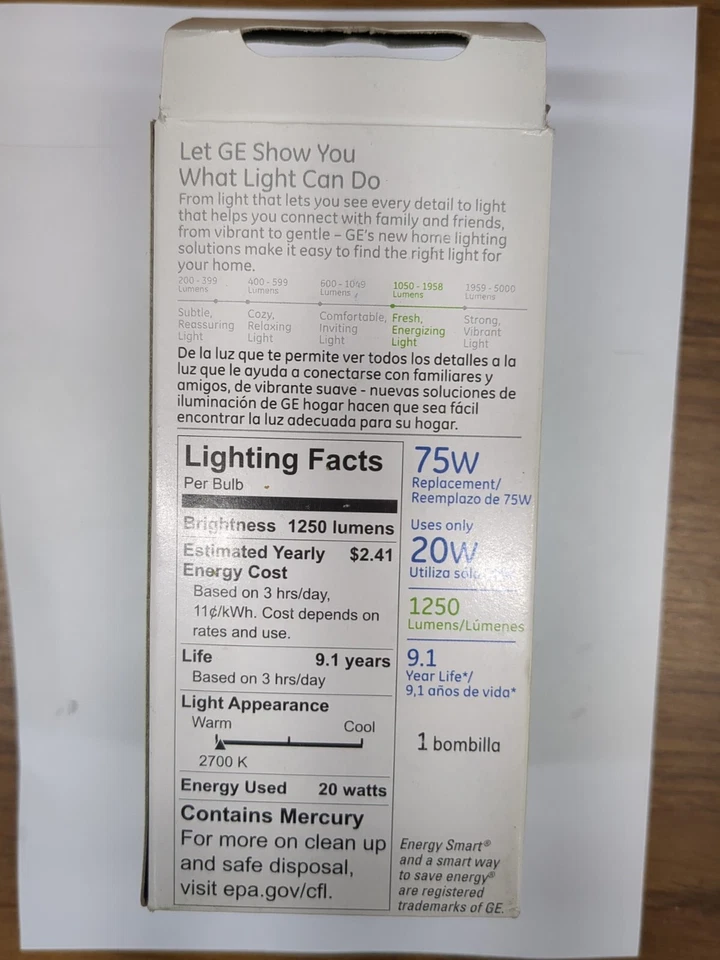 Let GE Show You
What Light Can Do
From light that lets you see every detail to light
that helps you connect with family and friends,
from vibrant to gentle – GE's new home lighting
solutions make it easy to find the right light for
your home.
200 - 399
Lumens
400 - 599
Lumens
600 - 1049
Lumens
1050 - 1958
Lumens
1959 - 5000
Lumens
Subtle,
Reassuring
Light
Cozy,
Relaxing
Light
Comfortable,
Inviting
Light
Fresh,
Energizing
Light
Strong,
Vibrant
Light
De la luz que te permite ver todos los detalles a la
luz que le ayuda a conectarse con familiares y
amigos, de vibrante suave - nuevas soluciones de
iluminación de GE hogar hacen que sea fácil
encontrar la luz adecuada para su hogar.
Lighting Facts
Per Bulb
Brightness 1250 lumens
Estimated Yearly $2.41
Energy Cost
Based on 3 hrs/day,
11¢/kWh. Cost depends on
rates and use.
Life 9.1 years
Based on 3 hrs/day
Light Appearance
Warm Cool
2700 K
Energy Used 20 watts
Contains Mercury
For more on clean up
and safe disposal,
visit epa.gov/cfl.
75W
Replacement/
Reemplazo de 75W
Uses only
20W
Utiliza
1250
Lumens/Lúmenes
9.1
Year Life*/
9,1 años de vida*
1 bombilla
Energy Smart®
and a smart way
to save energy®
are registered
trademarks of GE.